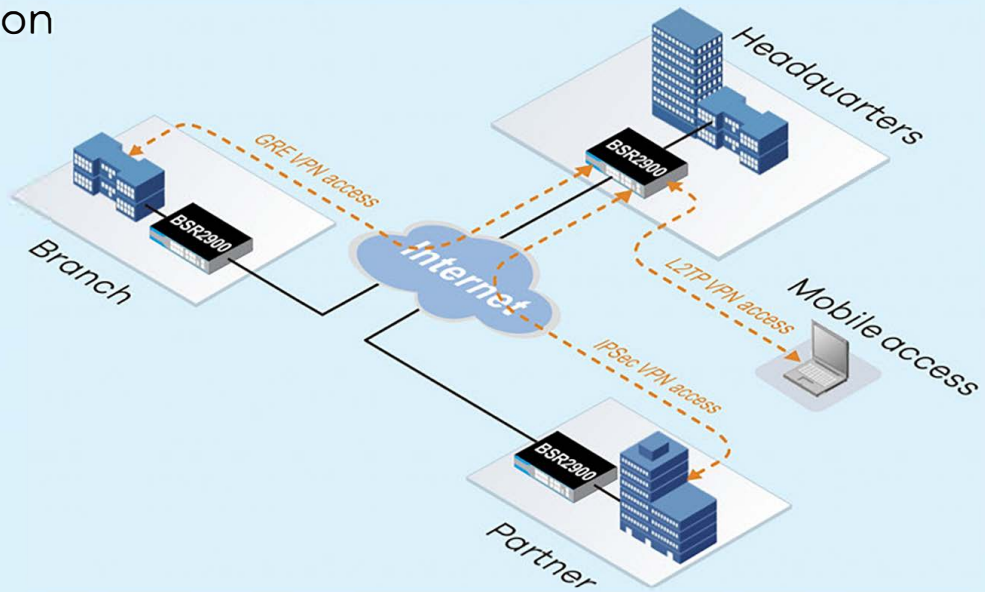 on
Headquarters
BSR2900
GRE VPN access
BSR2900
Branch
Internet
L2TP VPN access
Mobile access
IPSec VPN access
BSR2900
Partner